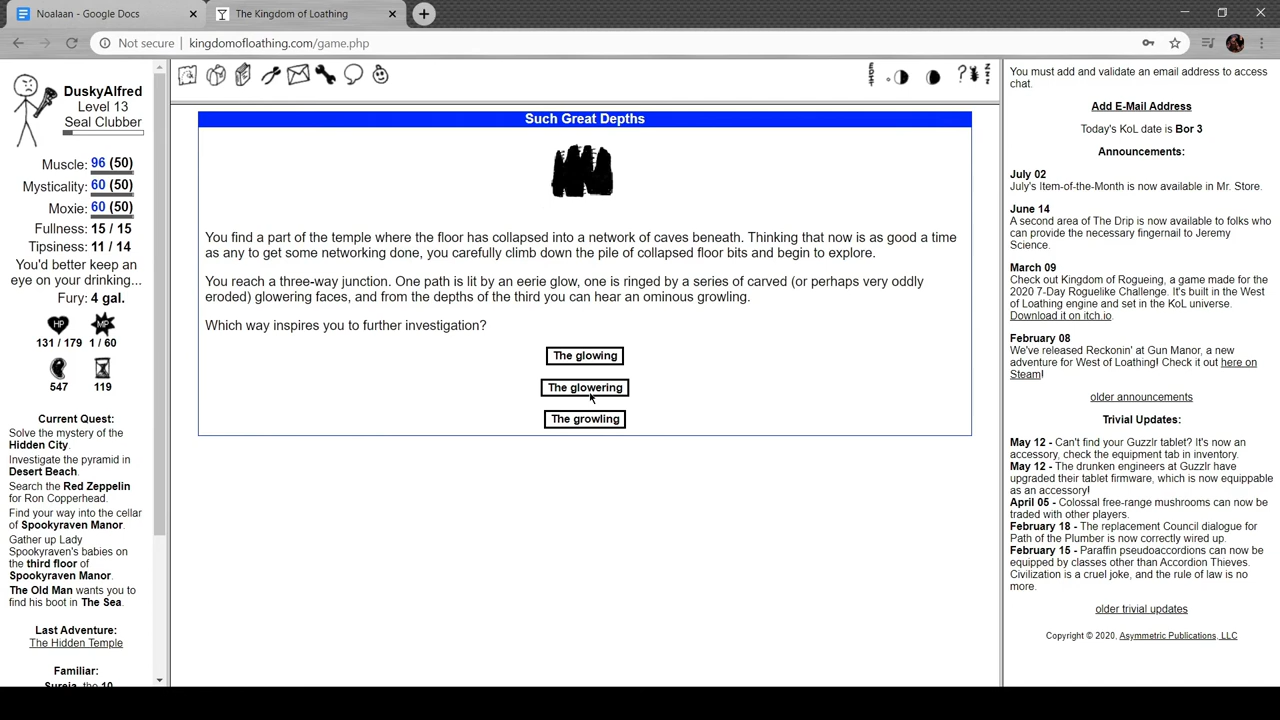 Noalaan - Google Docs
The Kingdom of Loathing
Not secure | kingdomofloathing.com/game.php
DuskyAlfred
Level 13
Seal Clubber
Muscle: 96 (50)
Mysticality: 60 (50)
Moxie: 60 (50)
Fullness: 15 / 15
Tipsiness: 11 / 14
You'd better keep an
eye on your drinking...
Fury: 4 gal.
HP
MP
131 / 179
1 / 60
547
119
Current Quest:
Solve the mystery of the
Hidden City.
Investigate the pyramid in
Desert Beach.
Search the Red Zeppelin
for Ron Copperhead.
Find your way into the cellar
of Spookyraven Manor.
Gather up Lady
Spookyraven's babies on
the third floor of
Spookyraven Manor.
The Old Man wants you to
find his boot in The Sea.
Last Adventure:
The Hidden Temple
Familiar:
Such Great Depths
You find a part of the temple where the floor has collapsed into a network of caves beneath. Thinking that now is as good a time
as any to get some networking done, you carefully climb down the pile of collapsed floor bits and begin to explore.
You reach a three-way junction. One path is lit by an eerie glow, one is ringed by a series of carved (or perhaps very oddly
eroded) glowering faces, and from the depths of the third you can hear an ominous growling.
Which way inspires you to further investigation?
The glowing
The glowering
The growling
You must add and validate an email address to access
chat.
Add E-Mail Address
Today's KoL date is Bor 3
Announcements:
July 02
July's Item-of-the-Month is now available in Mr. Store.
June 14
A second area of The Drip is now available to folks who
can provide the necessary fingernail to Jeremy
Science.
March 09
Check out Kingdom of Rogueing, a game made for the
2020 7-Day Roguelike Challenge. It's built in the West
of Loathing engine and set in the KoL universe.
Download it on itch.io.
February 08
We've released Reckonin' at Gun Manor, a new
adventure for West of Loathing! Check it out here on
Steam!
older announcements
Trivial Updates:
May 12 - Can't find your Guzzlr tablet? It's now an
accessory, check the equipment tab in inventory.
May 12 - The drunken engineers at Guzzlr have
upgraded their tablet firmware, which is now equippable
as an accessory!
April 05 - Colossal free-range mushrooms can now be
traded with other players.
February 18 - The replacement Council dialogue for
Path of the Plumber is now correctly wired up.
February 15 - Paraffin pseudoaccordions can now be
equipped by classes other than Accordion Thieves.
Civilization is a cruel joke, and the rule of law is no
more.
older trivial updates
Copyright © 2020, Asymmetric Publications, LLC